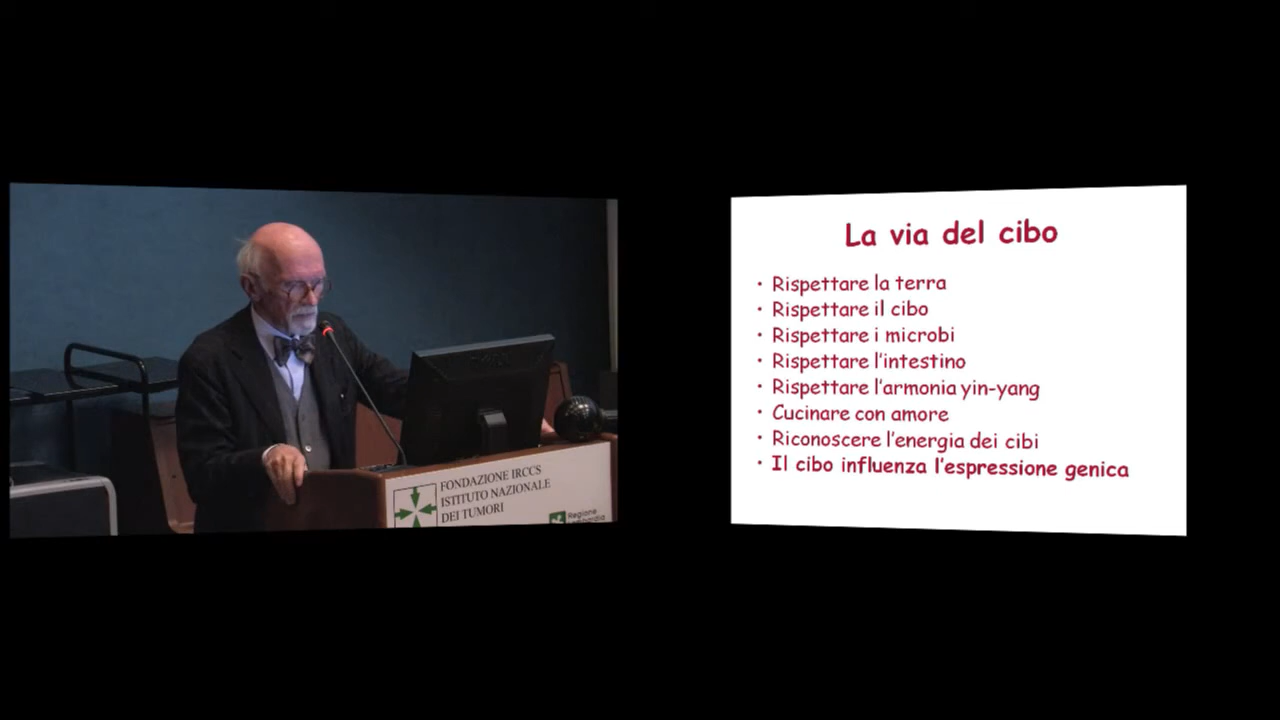 FONDAZIONE IRCCS
ISTITUTO NAZIONALE
DEI TUMORI
Regione
Lombardia
La via del cibo
• Rispettare la terra
• Rispettare il cibo
• Rispettare i microbi
• Rispettare l'intestino
• Rispettare l'armonia yin-yang
• Cucinare con amore
• Riconoscere l'energia dei cibi
• Il cibo influenza l'espressione genica